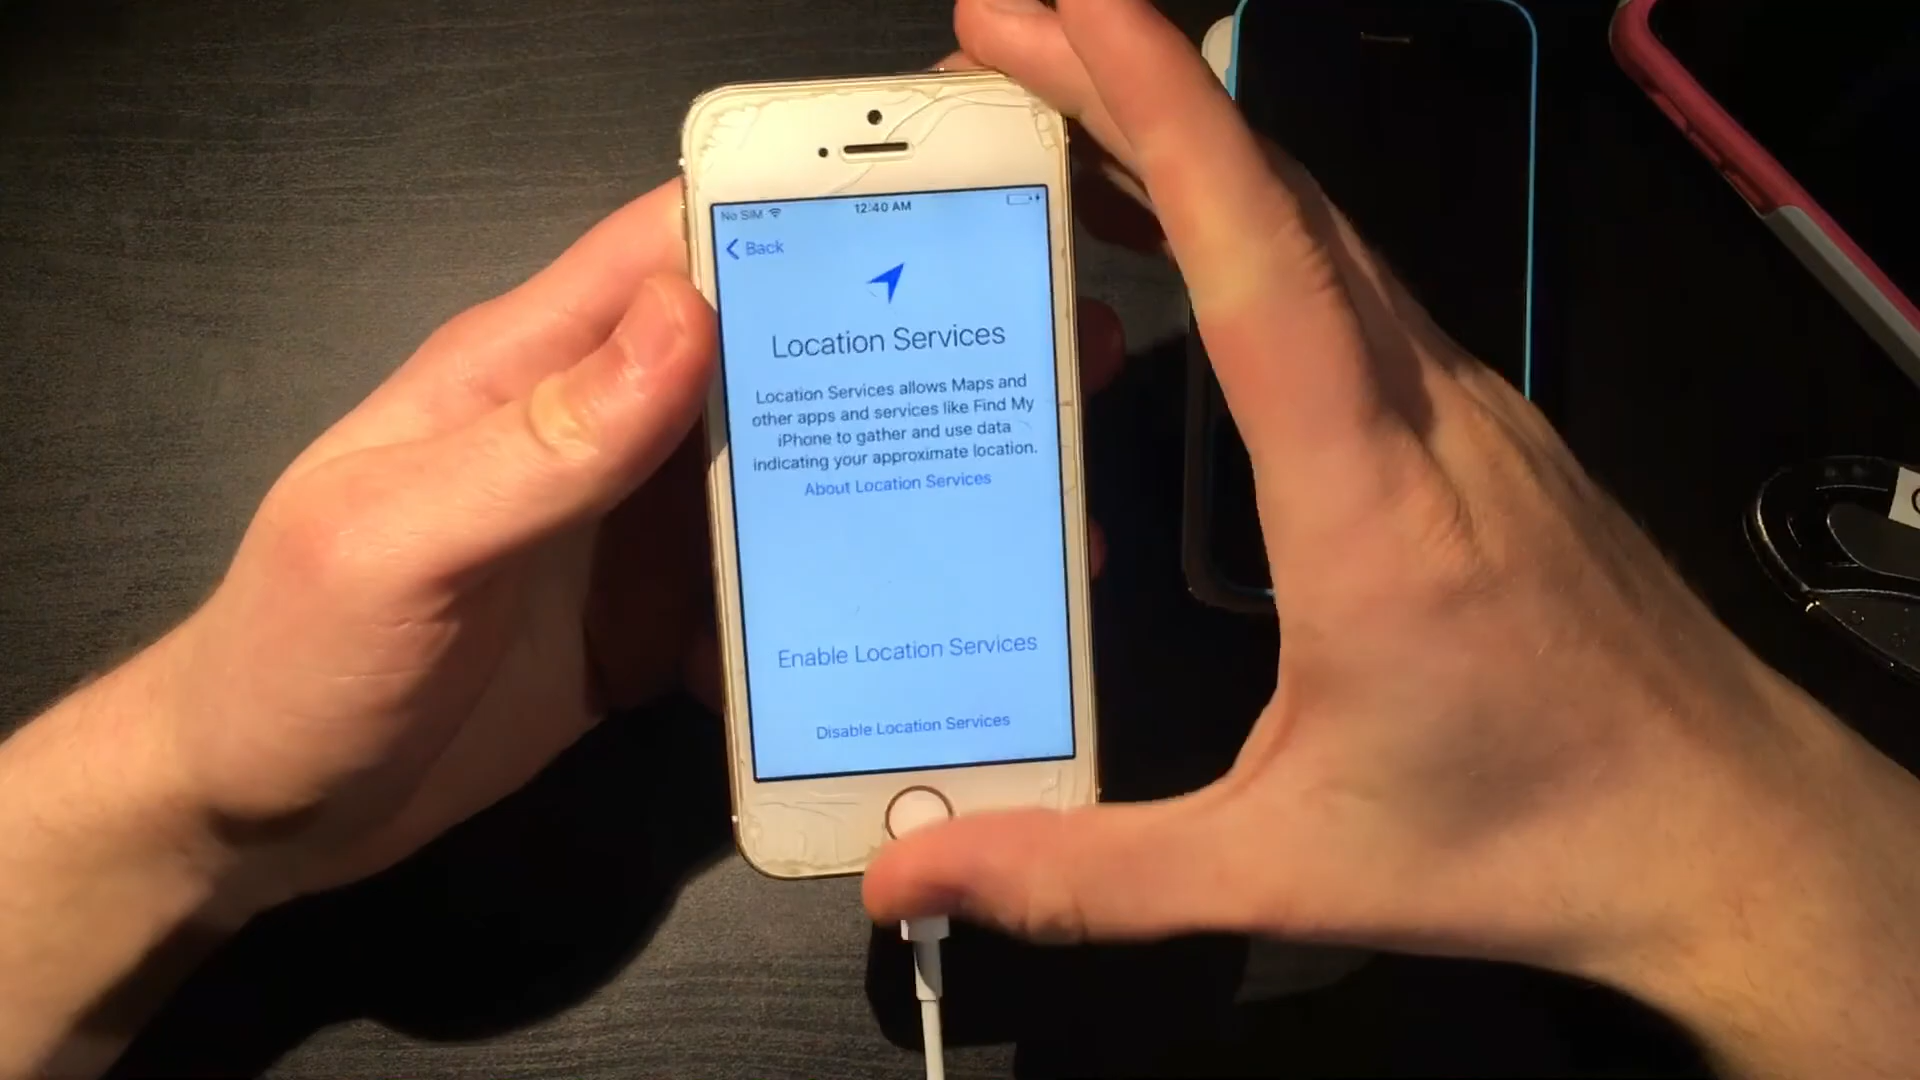 No SIM
12:40 AM
Back
Location Services
Location Services allows Maps and
other apps and services like Find My
iPhone to gather and use data
indicating your approximate location.
About Location Services
Enable Location Services
Disable Location Services